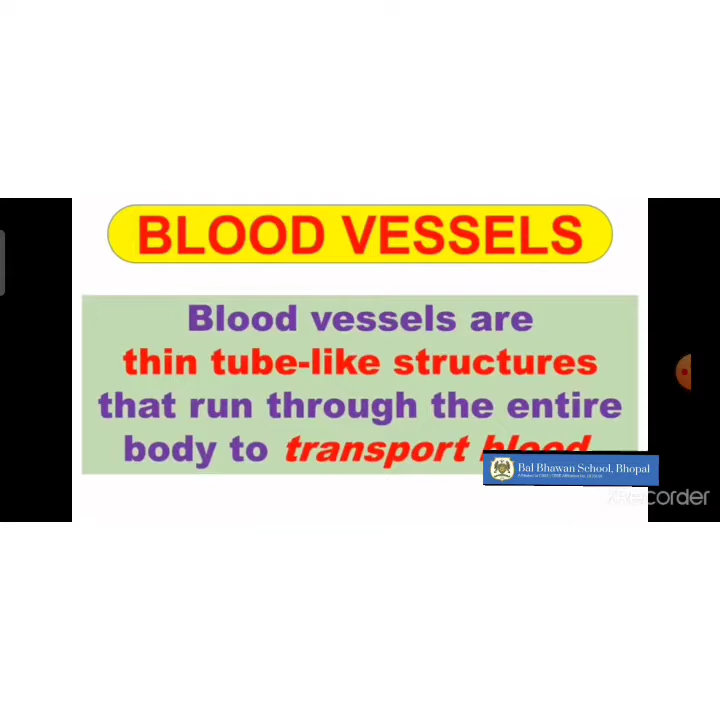 BLOOD VESSELS
Blood vessels are
thin tube-like structures
that run through the entire
body to transport blood
Bal Bhawan School, Bhopal
XRecorder